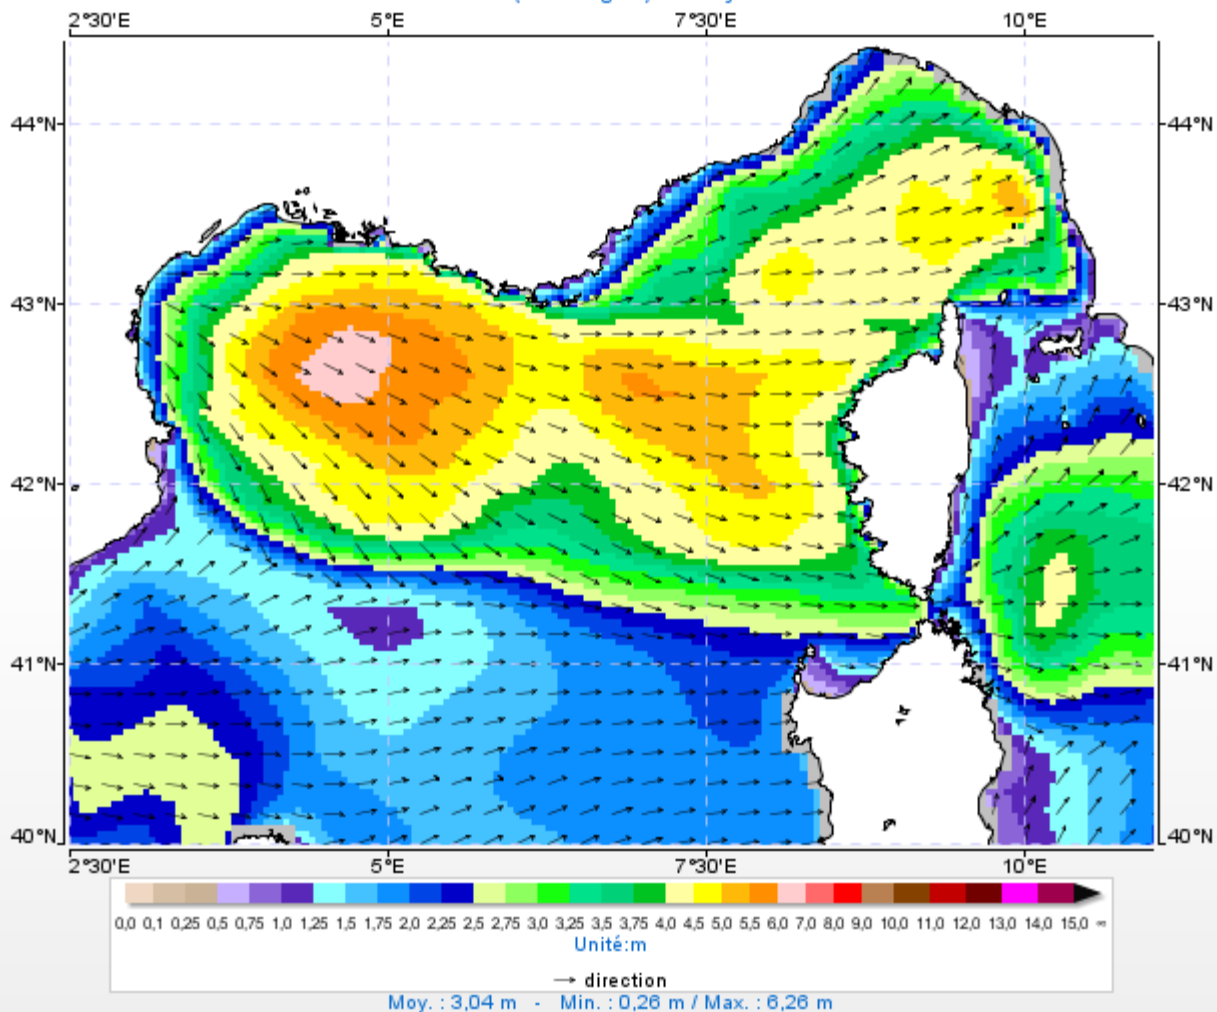 2°30'E 5°E 7°30'E 10°E
44°N 44°N
43°N 43°N
42°N 42°N
41°N 41°N
40°N 40°N
2°30'E 5°E 7°30'E 10°E
0,0 0,1 0,25 0,5 0,75 1,0 1,25 1,5 1,75 2,0 2,25 2,5 2,75 3,0 3,25 3,5 3,75 4,0 4,5 5,0 5,5 6,0 7,0 8,0 9,0 10,0 11,0 12,0 13,0 14,0 15,0 ∞
Unité:m
direction
Moy. : 3,04 m - Min. : 0,26 m / Max. : 6,26 m